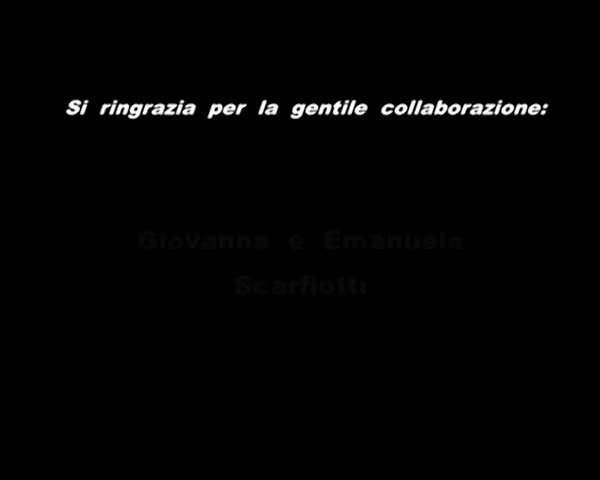 Si ringrazia per la gentile collaborazione:
Giovanna e Emanuele
Scarfiotti